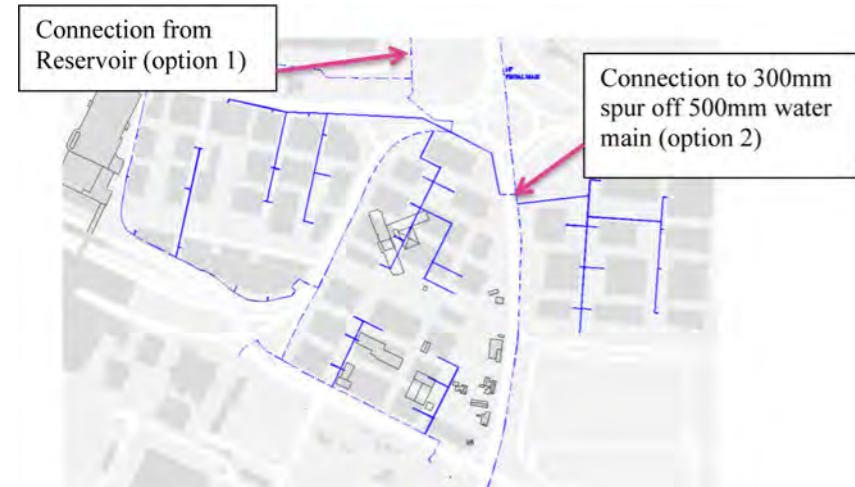 Connection from
Reservoir (option 1)
Connection to 300mm
spur off 500mm water
main (option 2)